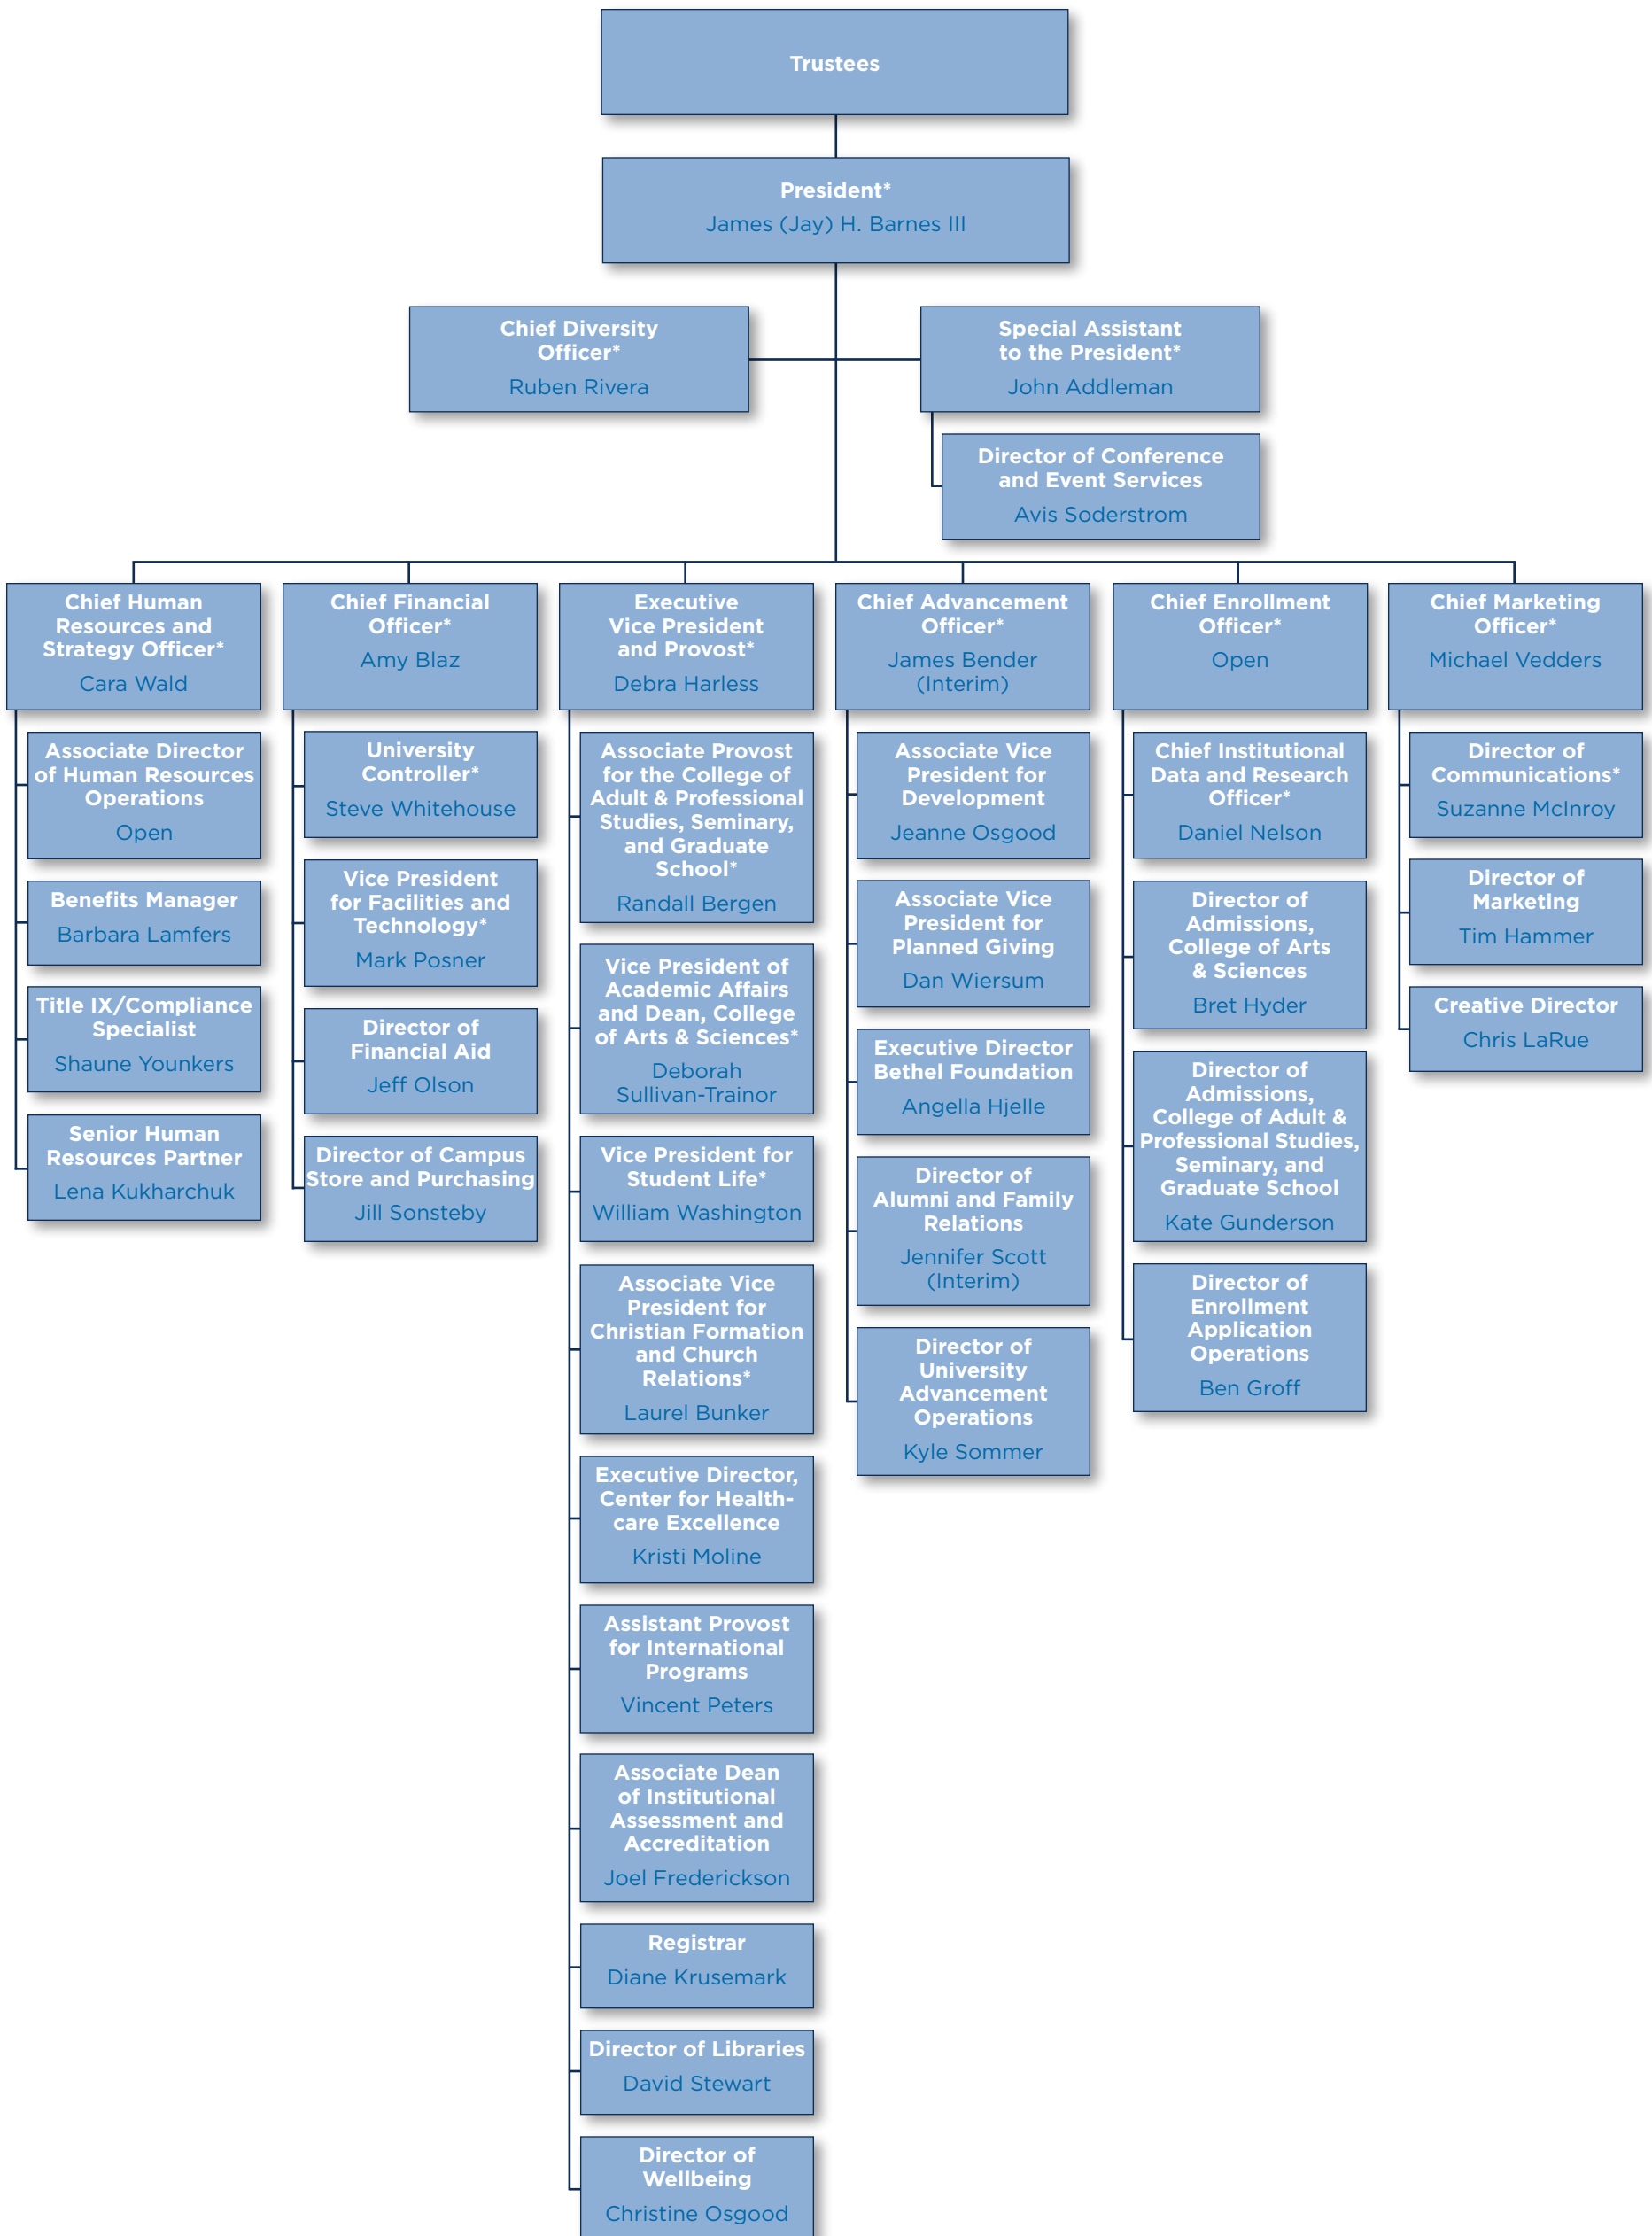 Trustees
President*
James (Jay) H. Barnes III
Chief Diversity
Officer*
Ruben Rivera
Special Assistant
to the President*
John Addleman
Director of Conference
and Event Services
Avis Soderstrom
Chief Human
Resources and
Strategy Officer*
Cara Wald
Associate Director
of Human Resources
Operations
Open
Benefits Manager
Barbara Lamfers
Title IX/Compliance
Specialist
Shaune Younkers
Senior Human
Resources Partner
Lena Kukharchuk
Chief Financial
Officer*
Amy Blaz
University
Controller*
Steve Whitehouse
Vice President
for Facilities and
Technology*
Mark Posner
Director of
Financial Aid
Jeff Olson
Director of Campus
Store and Purchasing
Jill Sonsteby
Executive
Vice President
and Provost*
Debra Harless
Associate Provost
for the College of
Adult & Professional
Studies, Seminary,
and Graduate
School*
Randall Bergen
Vice President of
Academic Affairs
and Dean, College
of Arts & Sciences*
Deborah
Sullivan-Trainor
Vice President for
Student Life*
William Washington
Associate Vice
President for
Christian Formation
and Church
Relations*
Laurel Bunker
Executive Director,
Center for Health-
care Excellence
Kristi Moline
Assistant Provost
for International
Programs
Vincent Peters
Associate Dean
of Institutional
Assessment and
Accreditation
Joel Frederickson
Registrar
Diane Krusemark
Director of Libraries
David Stewart
Director of
Wellbeing
Christine Osgood
Chief Advancement
Officer*
James Bender
(Interim)
Associate Vice
President for
Development
Jeanne Osgood
Associate Vice
President for
Planned Giving
Dan Wiersum
Executive Director
Bethel Foundation
Angella Hjelle
Director of
Alumni and Family
Relations
Jennifer Scott
(Interim)
Director of
University
Advancement
Operations
Kyle Sommer
Chief Enrollment
Officer*
Open
Chief Institutional
Data and Research
Officer*
Daniel Nelson
Director of
Admissions,
College of Arts
& Sciences
Bret Hyder
Director of
Admissions,
College of Adult &
Professional Studies,
Seminary, and
Graduate School
Kate Gunderson
Director of
Enrollment
Application
Operations
Ben Groff
Chief Marketing
Officer*
Michael Vedders
Director of
Communications*
Suzanne McInroy
Director of
Marketing
Tim Hammer
Creative Director
Chris LaRue